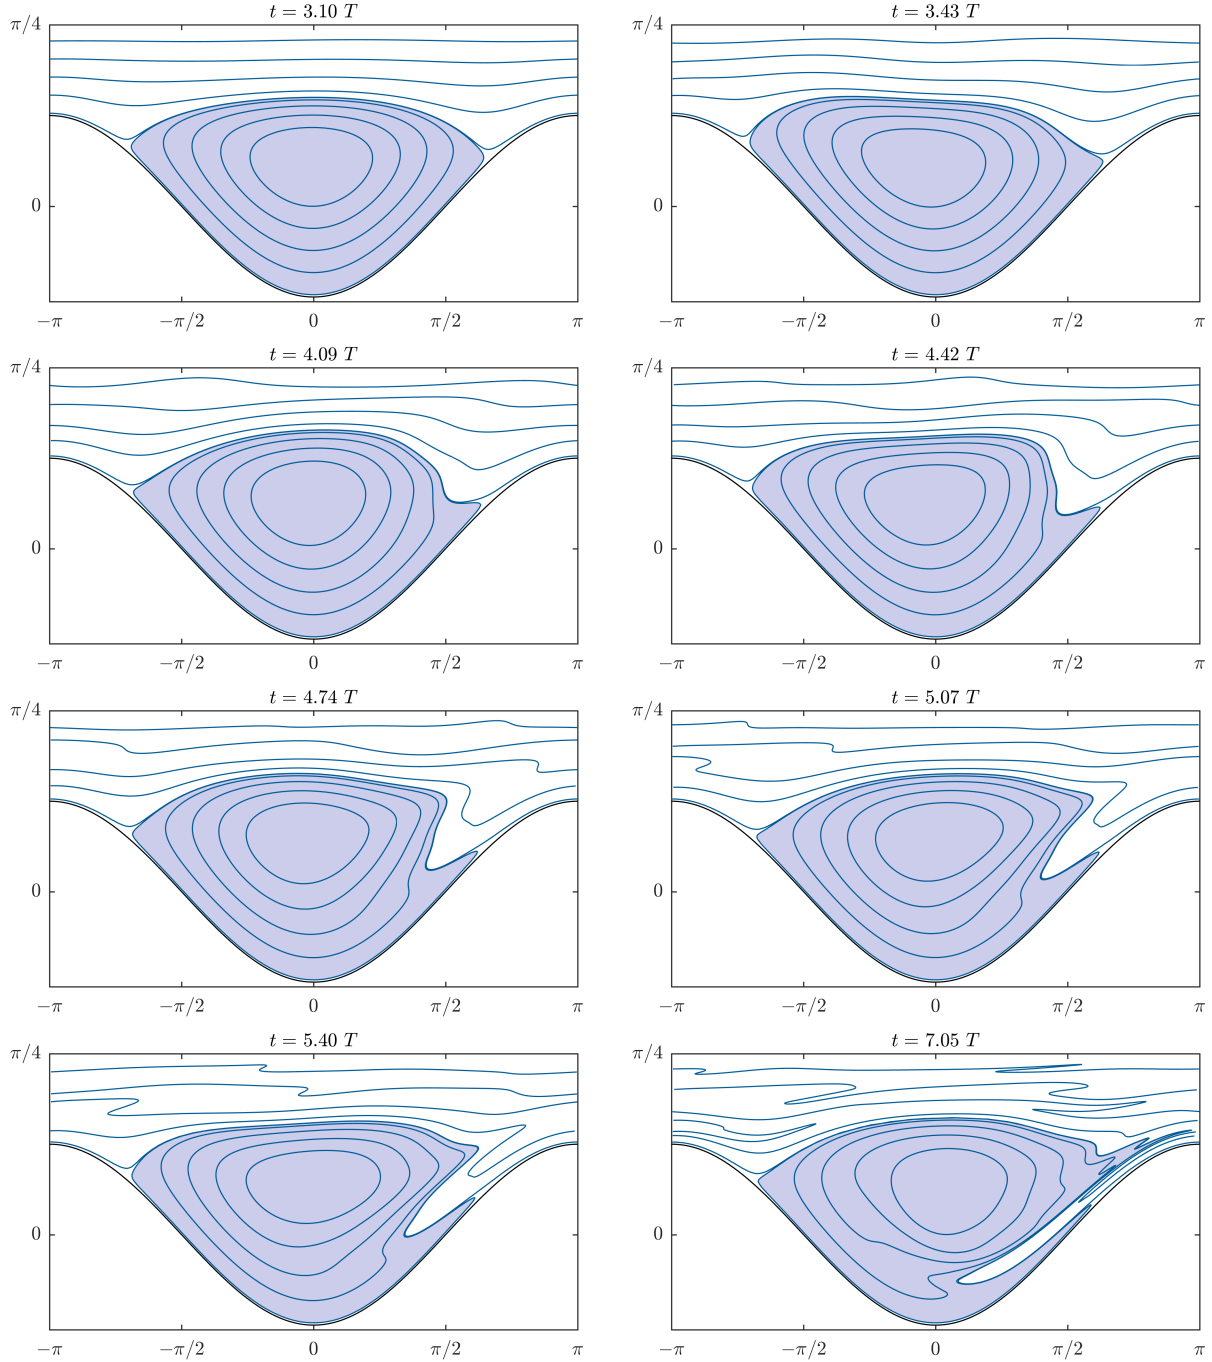 t = 3.10 T
t = 3.43 T
π/4
0
−π −π/2 0 π/2 π
π/4
0
−π −π/2 0 π/2 π
t = 4.09 T
t = 4.42 T
π/4
0
−π −π/2 0 π/2 π
π/4
0
−π −π/2 0 π/2 π
t = 4.74 T
t = 5.07 T
π/4
0
−π −π/2 0 π/2 π
π/4
0
−π −π/2 0 π/2 π
t = 5.40 T
t = 7.05 T
π/4
0
−π −π/2 0 π/2 π
π/4
0
−π −π/2 0 π/2 π